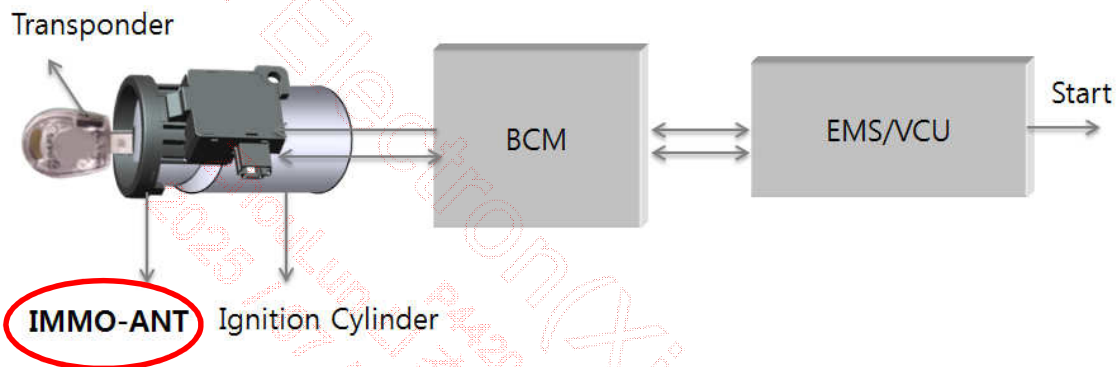 Transponder
BCM
EMS/VCU
Start
IMMO-ANT
Ignition Cylinder